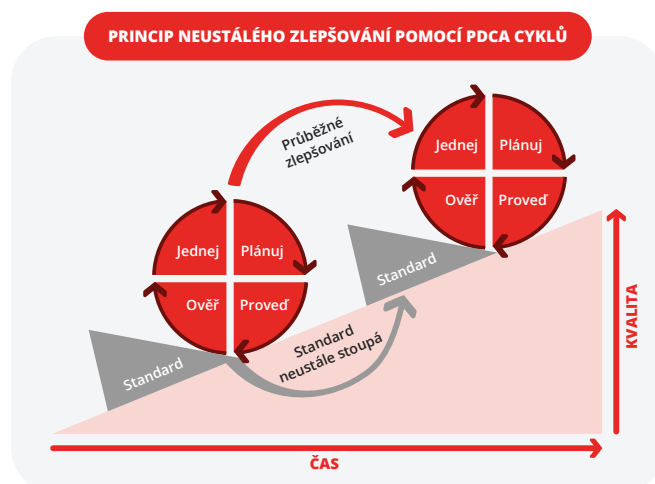 PRINCIP NEUSTÁLÉHO ZLEPŠOVÁNÍ POMOCÍ PDCA CYKLŮ
Průběžné
zlepšování
Jednej
Plánuj
Ověř
Proveď
Standard
Jednej
Plánuj
Ověř
Proveď
Standard
Standard
neustále stoupá
KVALITA
ČAS